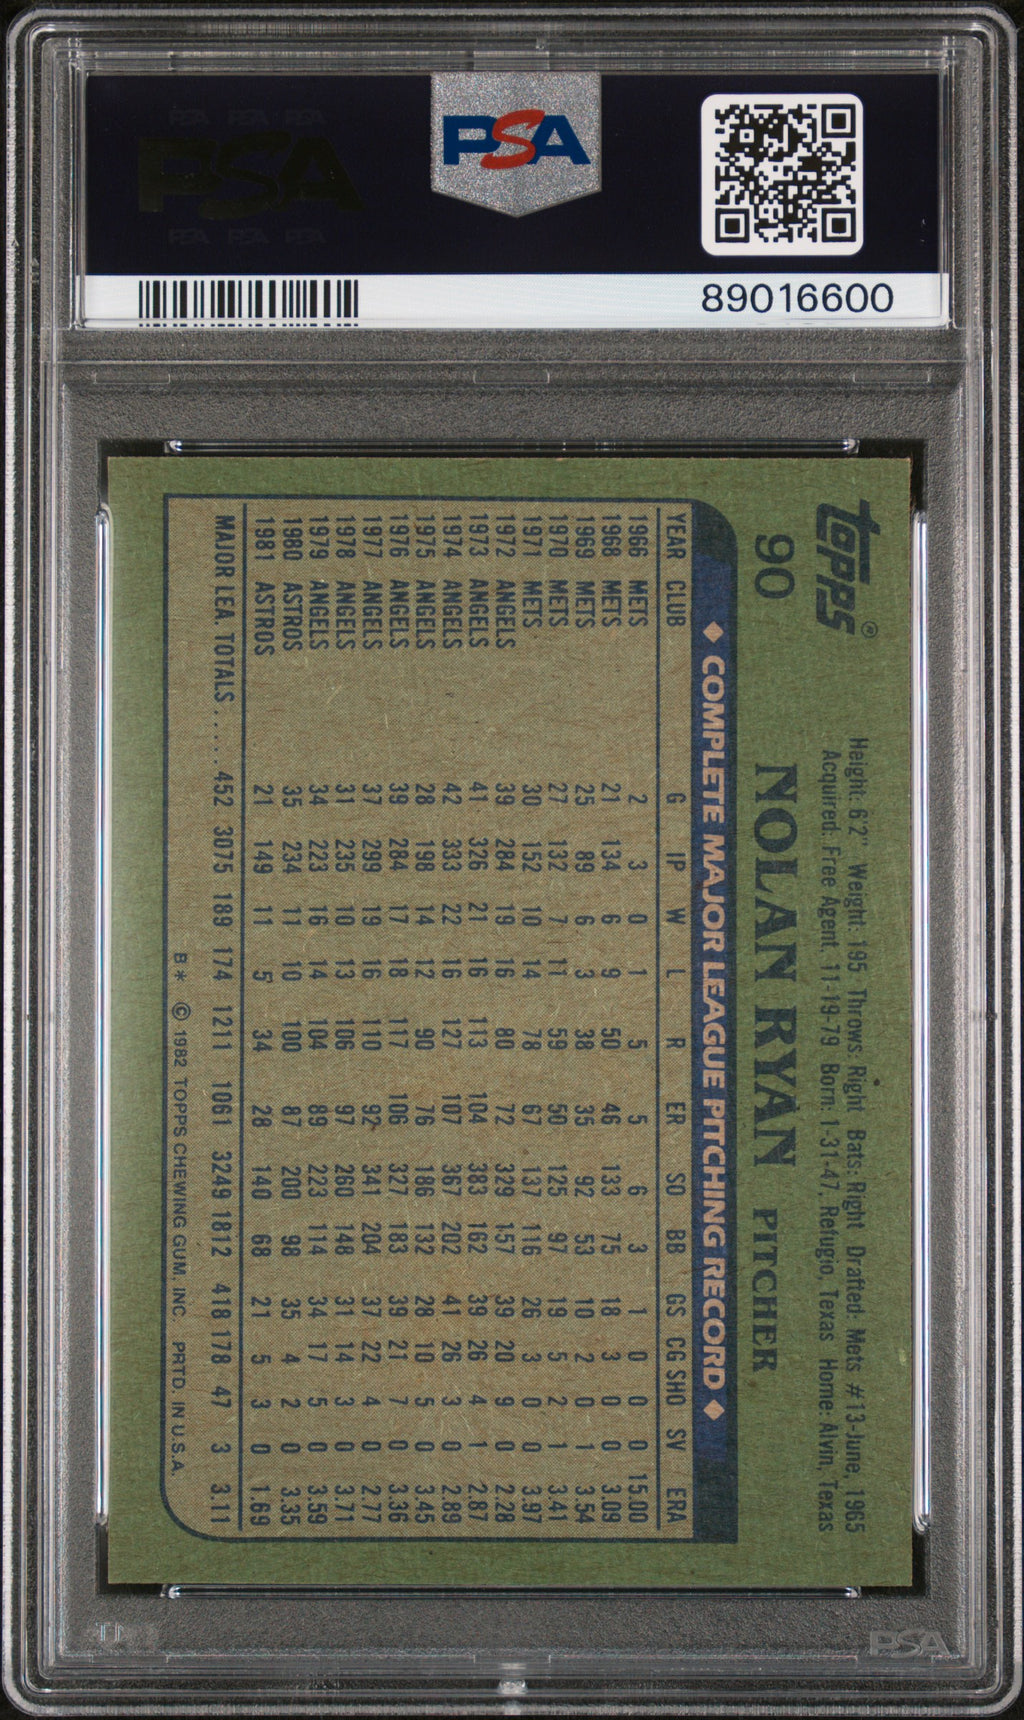 PSA PSA PSA
PSA
PSA PSA PSA
PSA
89016600
topps®
90
Height: 6'2" Weight: 195 Throws: Right Bats: Right Drafted: Mets #13-June, 1965
Acquired: Free Agent, 11-19-79 Born: 1-31-47, Refugio, Texas Home: Alvin, Texas
NOLAN RYAN PITCHER
◆ COMPLETE MAJOR LEAGUE PITCHING RECORD ◆
YEAR CLUB G IP W L R ER SO BB GS CG SHO SV ERA
1966 METS 2 3 0 1 5 5 6 3 1 0 0 0 15.00
1968 METS 21 134 6 9 50 46 133 75 18 3 0 0 3.09
1969 METS 25 89 6 3 38 35 92 53 10 2 0 1 3.54
1970 METS 27 132 7 11 59 50 125 97 19 5 2 1 3.41
1971 METS 30 152 10 14 78 67 137 116 26 3 0 0 3.97
1972 ANGELS 39 284 19 16 80 72 329 157 39 20 9 0 2.28
1973 ANGELS 41 326 21 16 113 104 383 162 39 26 4 1 2.87
1974 ANGELS 42 333 22 16 127 107 367 202 41 26 3 0 2.89
1975 ANGELS 28 198 14 12 90 76 186 132 28 10 5 0 3.45
1976 ANGELS 39 284 17 18 117 106 327 183 39 21 7 0 3.36
1977 ANGELS 37 299 19 16 110 92 341 204 37 22 4 0 2.77
1978 ANGELS 31 235 10 13 106 97 260 148 31 14 3 0 3.71
1979 ANGELS 34 223 16 14 104 89 223 114 34 17 5 0 3.59
1980 ASTROS 35 234 11 10 100 87 200 98 35 4 2 0 3.35
1981 ASTROS 21 149 11 5 34 28 140 68 21 5 3 0 1.69
MAJOR LEA. TOTALS ..... 452 3075 189 174 1211 1061 3249 1812 418 178 47 3 3.11
B* © 1982 TOPPS CHEWING GUM, INC. PRTD. IN U.S.A.
PSA